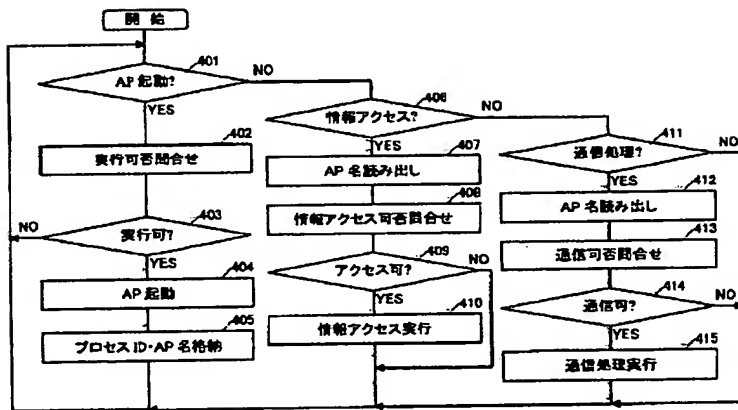 開始
AP起動?
401
NO
YES
402
実行可否問合せ
NO
実行可?
403
YES
404
AP起動
405
プロセスID・AP名格納
情報アクセス?
406
NO
YES
407
AP名読み出し
408
情報アクセス可否問合せ
アクセス可?
409
NO
YES
410
情報アクセス実行
通信処理?
411
NO
YES
412
AP名読み出し
413
通信可否問合せ
通信可?
414
NO
YES
415
通信処理実行